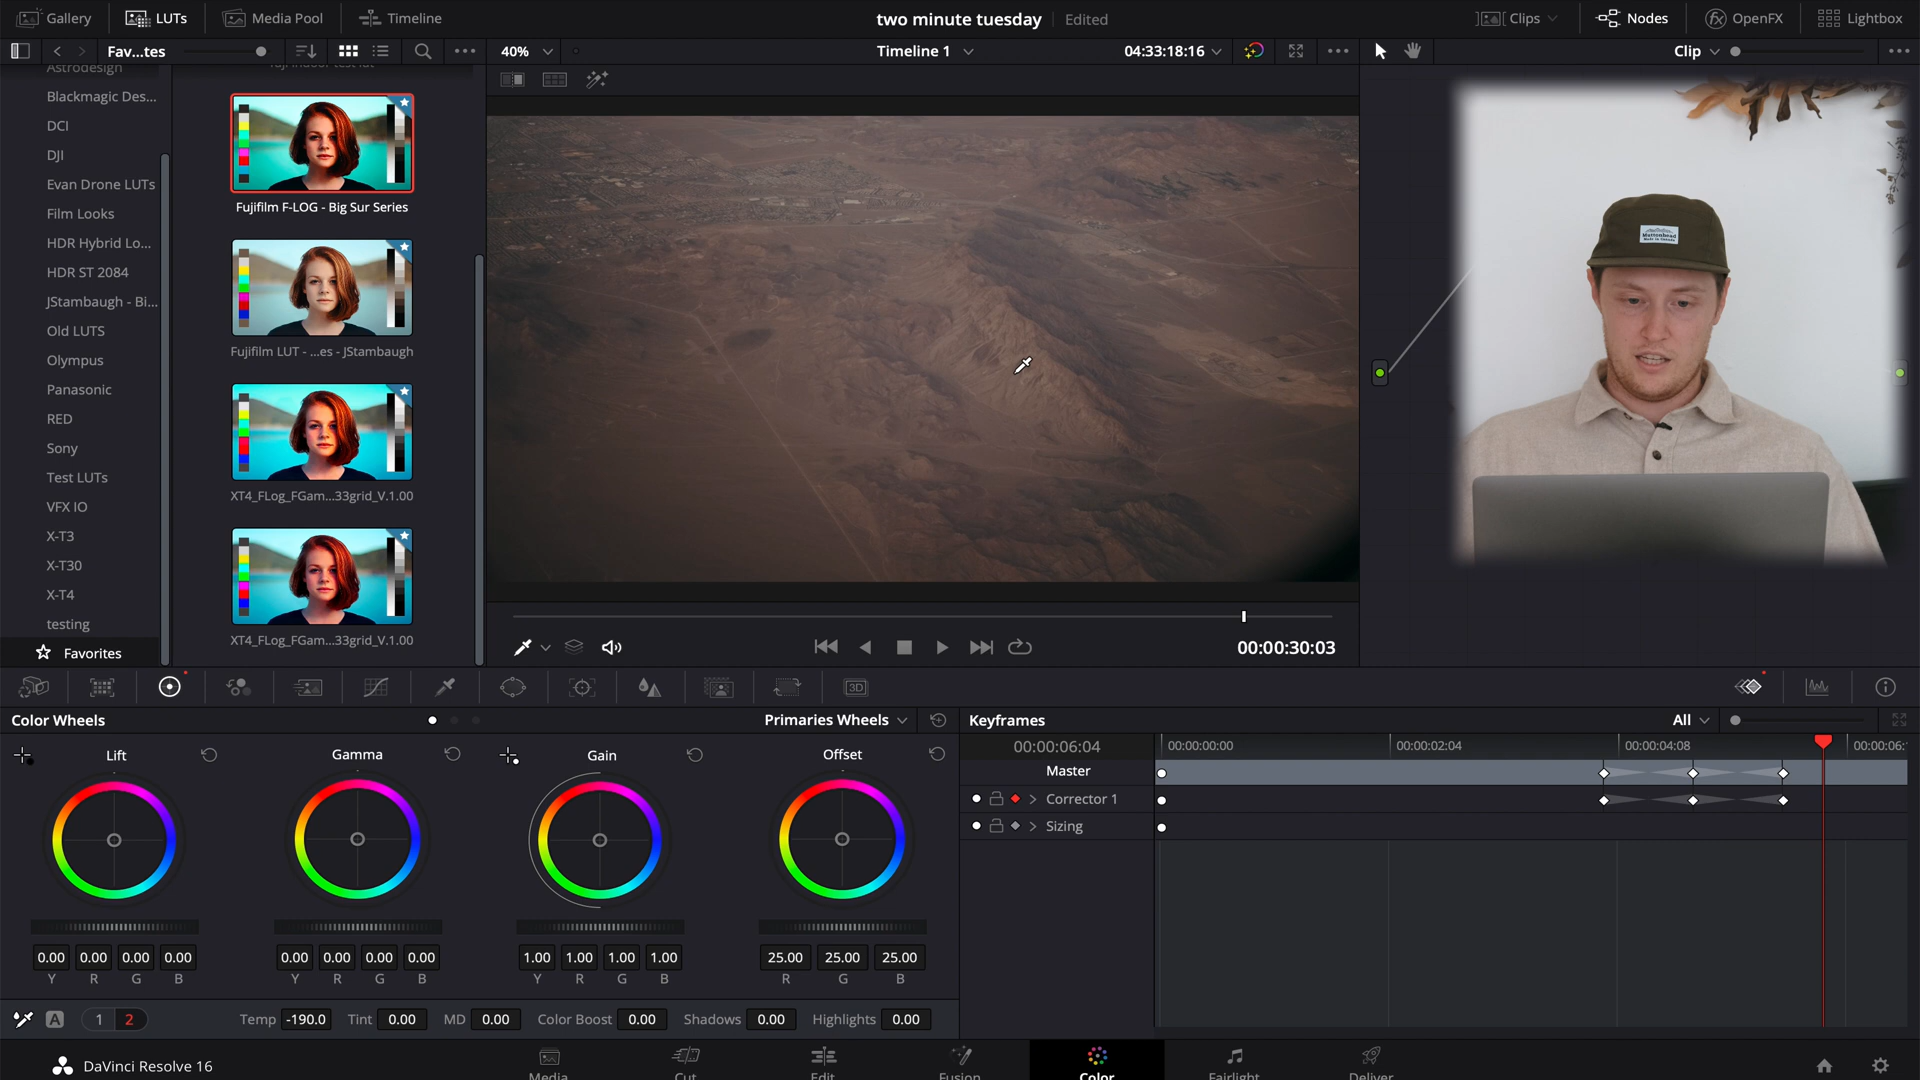 Gallery
LUTs
Media Pool
Timeline
two minute tuesday
Edited
Clips
Nodes
OpenFX
Lightbox
Fav...tes
40%
Timeline 1
04:33:18:16
Clip
Astrodesign
Blackmagic Des...
DCI
DJI
Evan Drone LUTs
Film Looks
HDR Hybrid Lo...
HDR ST 2084
JStambaugh - Bi...
Old LUTS
Olympus
Panasonic
RED
Sony
Test LUTs
VFX IO
X-T3
X-T30
X-T4
testing
Favorites
Fujifilm F-LOG - Big Sur Series
Fujifilm LUT - ...es - JStambaugh
XT4_FLog_FGam...33grid_V.1.00
XT4_FLog_FGam...33grid_V.1.00
00:00:30:03
3D
Color Wheels
Primaries Wheels
Lift
Gamma
Gain
Offset
0.00 0.00 0.00 0.00
Y R G B
0.00 0.00 0.00 0.00
Y R G B
1.00 1.00 1.00 1.00
Y R G B
25.00 25.00 25.00
R G B
A
1 2
Temp -190.0 Tint 0.00 MD 0.00 Color Boost 0.00 Shadows 0.00 Highlights 0.00
Keyframes
All
00:00:06:04
00:00:00:00
00:00:02:04
00:00:04:08
00:00:06:
Master
Corrector 1
Sizing
DaVinci Resolve 16
Media
Cut
Edit
Fusion
Color
Fairlight
Deliver